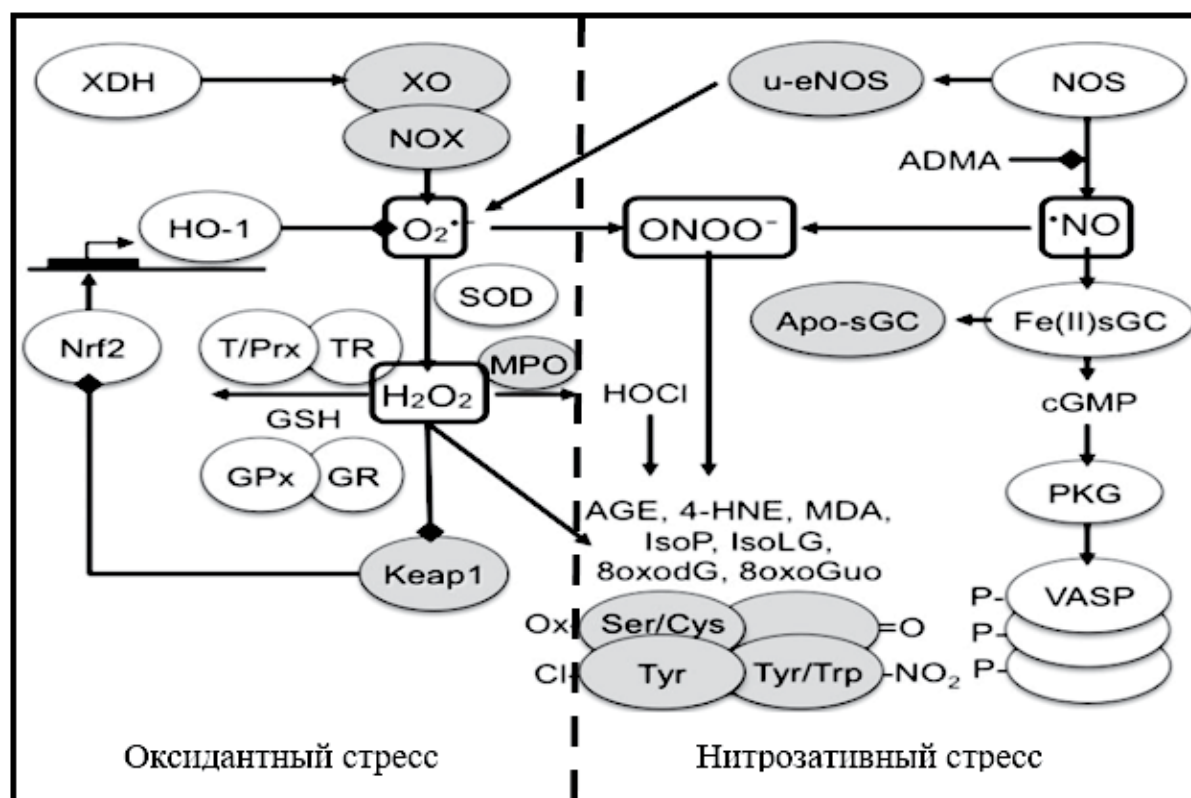 XDH
XO
NOX
u-eNOS
NOS
ADMA
HO-1
O₂•−
ONOO⁻
•NO
SOD
Nrf2
T/Prx
TR
MPO
Apo-sGC
Fe(II)sGC
H₂O₂
HOCl
cGMP
GSH
GPx
GR
PKG
Keap1
AGE, 4-HNE, MDA,
IsoP, IsoLG,
8oxodG, 8oxoGuo
Ox-
Ser/Cys
=O
Cl-
Tyr
Tyr/Trp
-NO₂
P-
VASP
P-
P-
Оксидантный стресс
Нитрозативный стресс